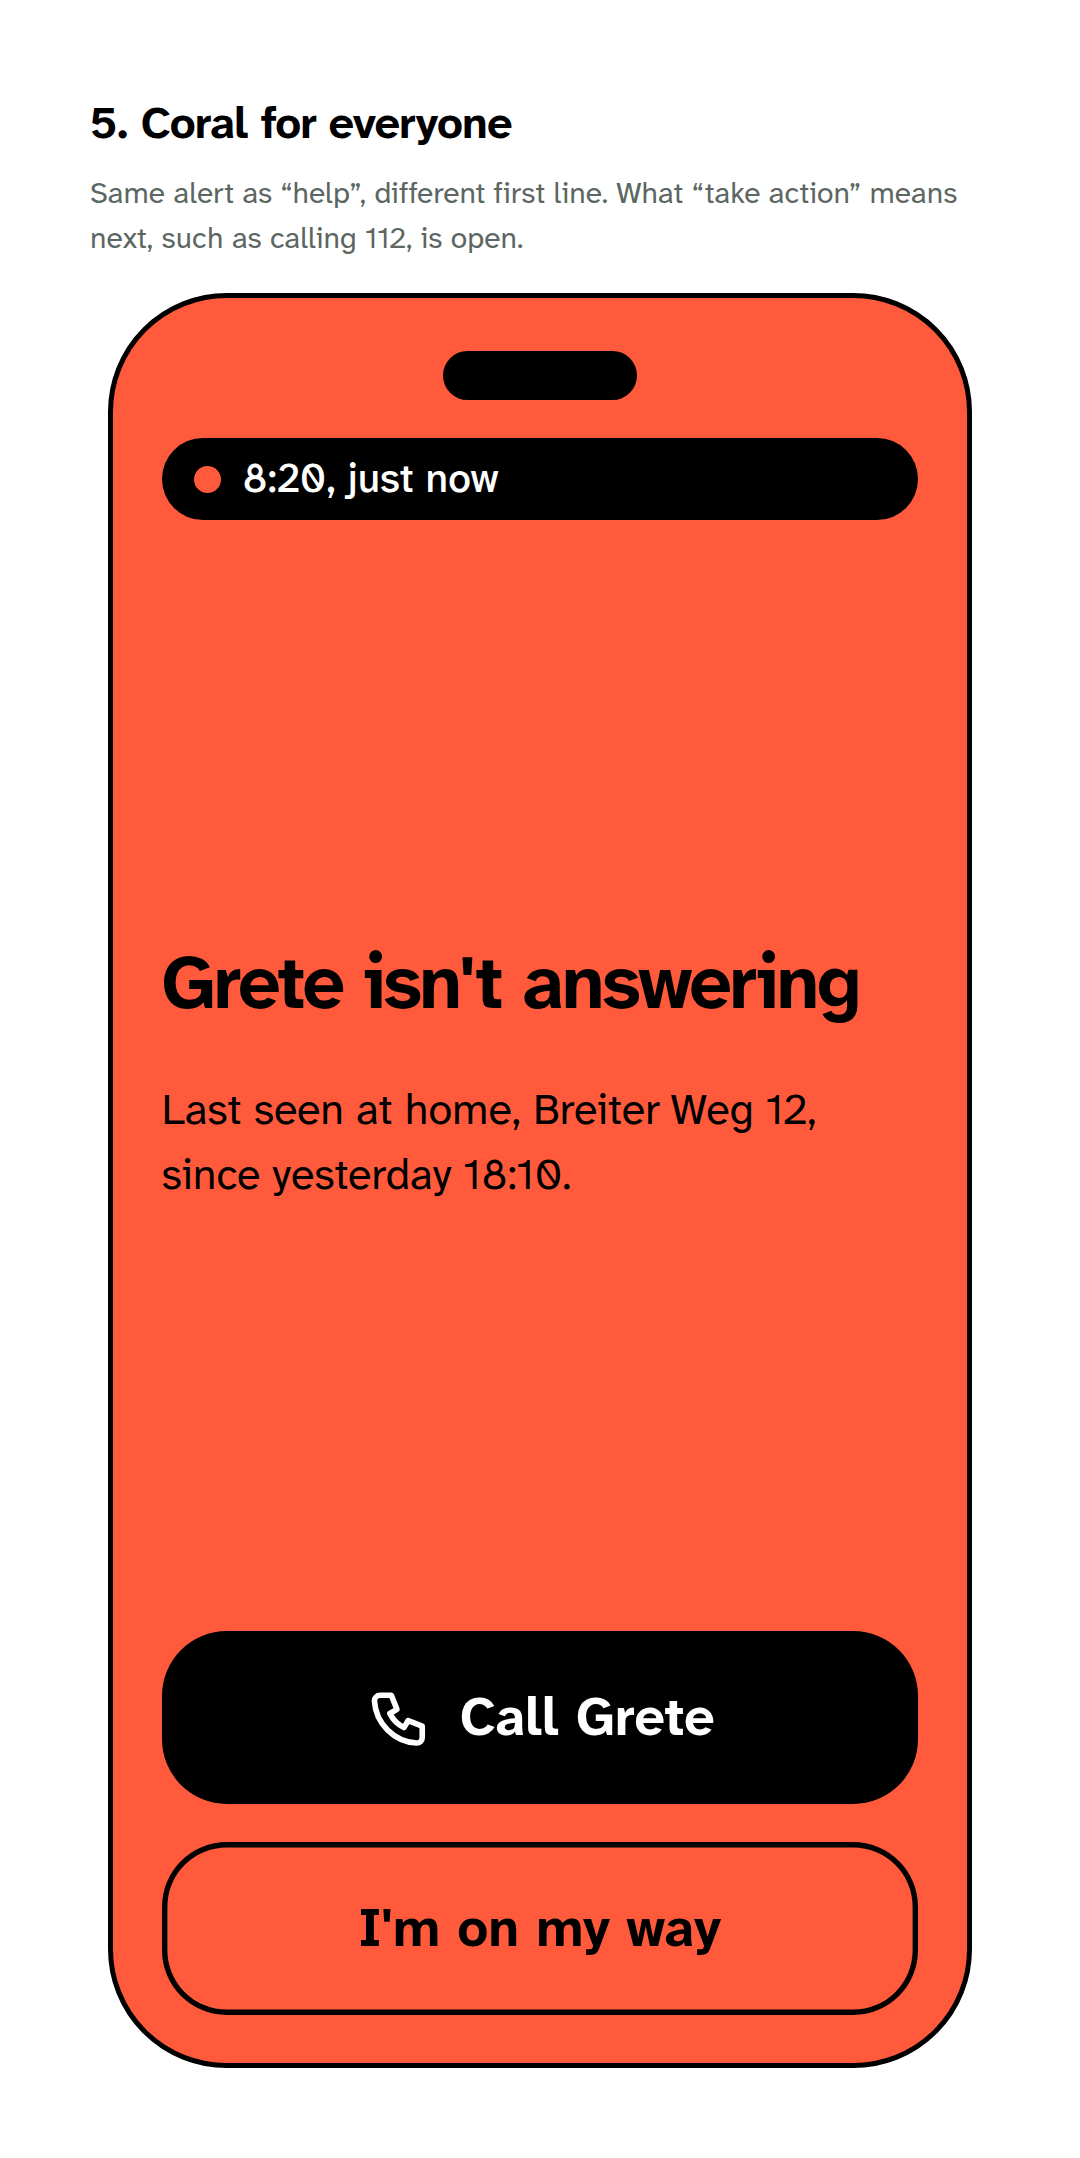 5. Coral for everyone
Same alert as “help”, different first line. What “take action” means
next, such as calling 112, is open.
8:20, just now
Grete isn't answering
Last seen at home, Breiter Weg 12,
since yesterday 18:10.
Call Grete
I'm on my way